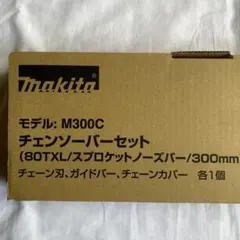 makita
モデル: M300C
チェンソーバーセット
(80TXL/スプロケットノーズバー/300mm)
チェーン刃、ガイドバー、チェーンカバー 各1個